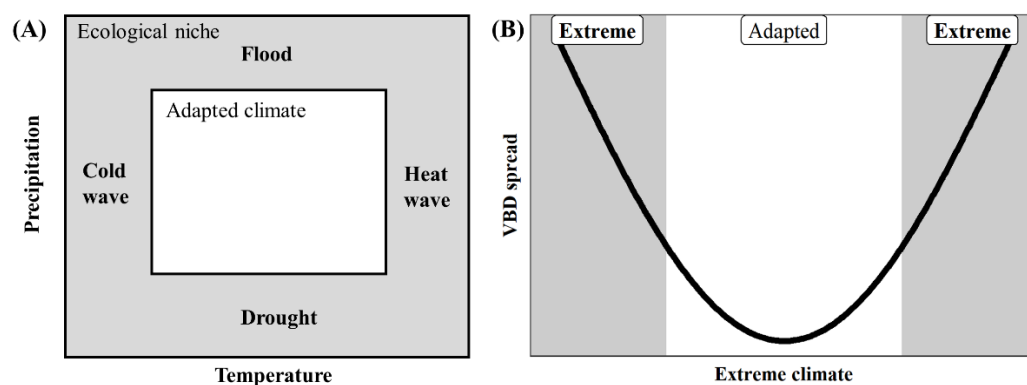 (A)
Ecological niche
Flood
Adapted climate
Cold
wave
Heat
wave
Drought
Precipitation
Temperature
(B)
Extreme
Adapted
Extreme
VBD spread
Extreme climate